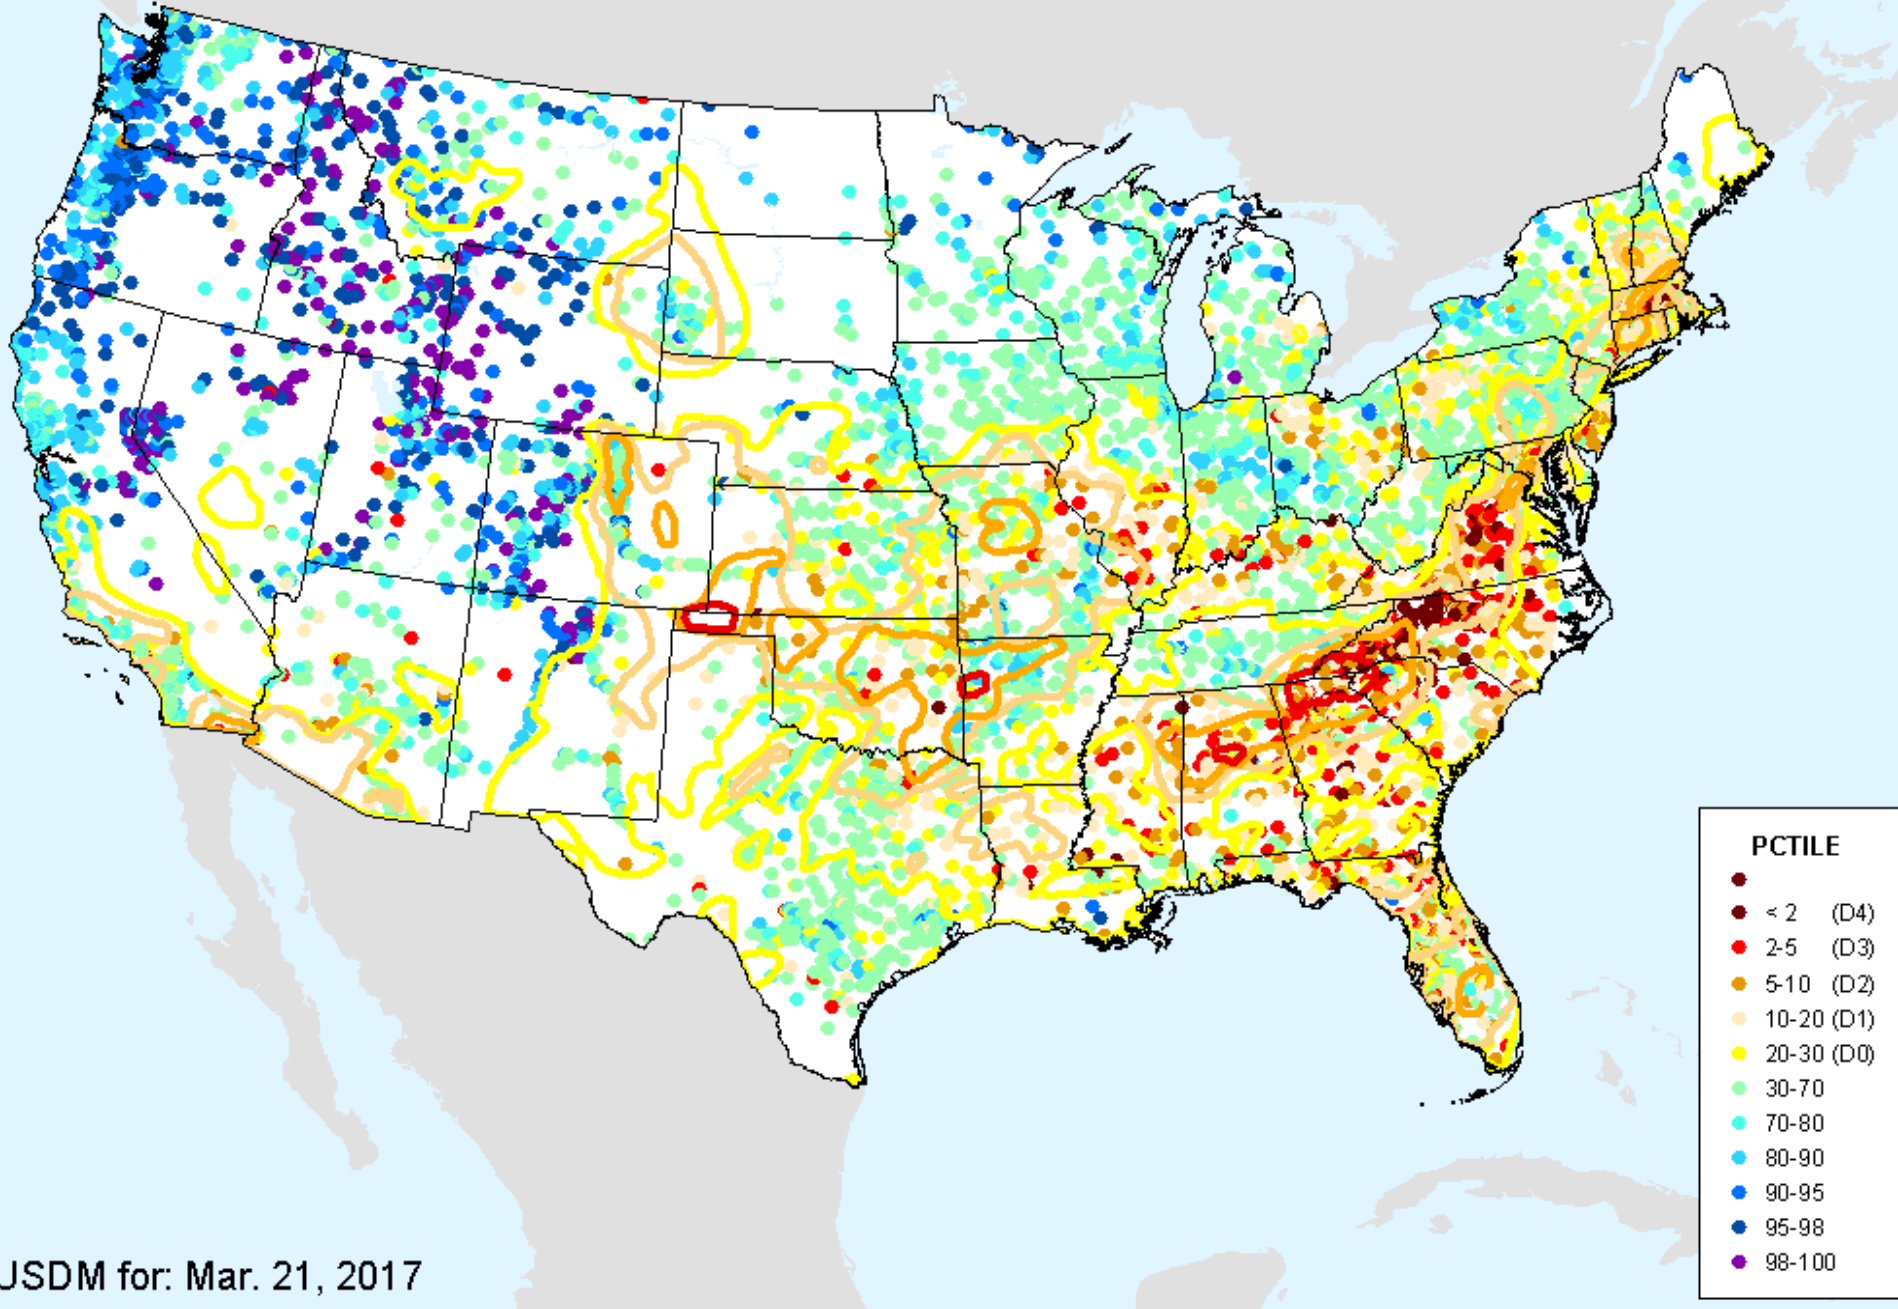 PCTILE
< 2 (D4)
2-5 (D3)
5-10 (D2)
10-20 (D1)
20-30 (D0)
30-70
70-80
80-90
90-95
95-98
98-100
USDM for: Mar. 21, 2017